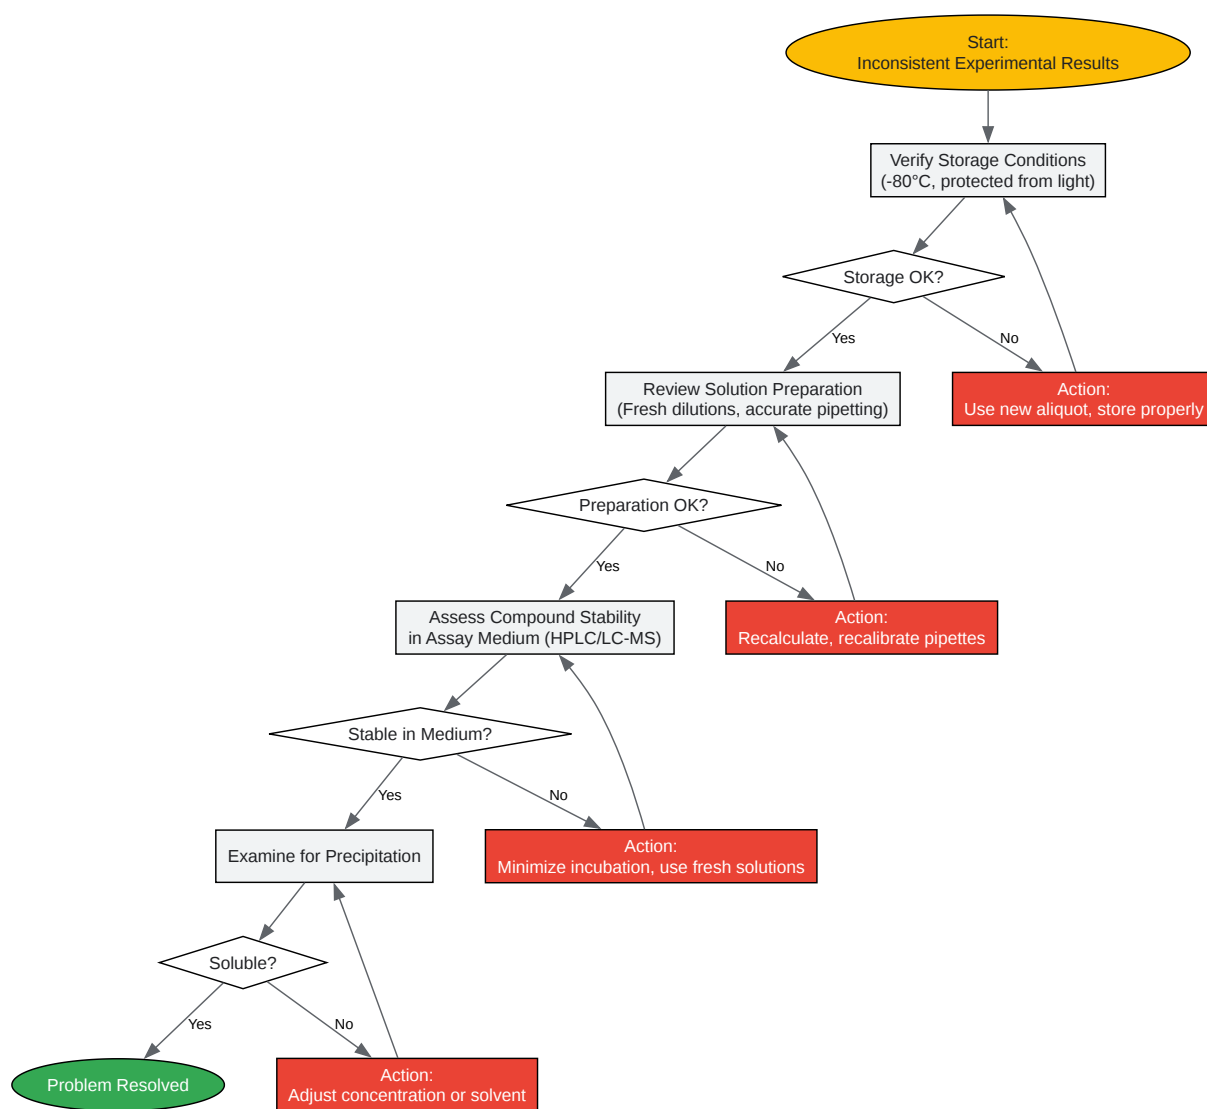 Start:
Inconsistent Experimental Results
Verify Storage Conditions
(-80°C, protected from light)
Storage OK?
Yes
No
Review Solution Preparation
(Fresh dilutions, accurate pipetting)
Action:
Use new aliquot, store properly
Preparation OK?
Yes
No
Assess Compound Stability
in Assay Medium (HPLC/LC-MS)
Action:
Recalculate, recalibrate pipettes
Stable in Medium?
Yes
No
Examine for Precipitation
Action:
Minimize incubation, use fresh solutions
Soluble?
Yes
No
Problem Resolved
Action:
Adjust concentration or solvent